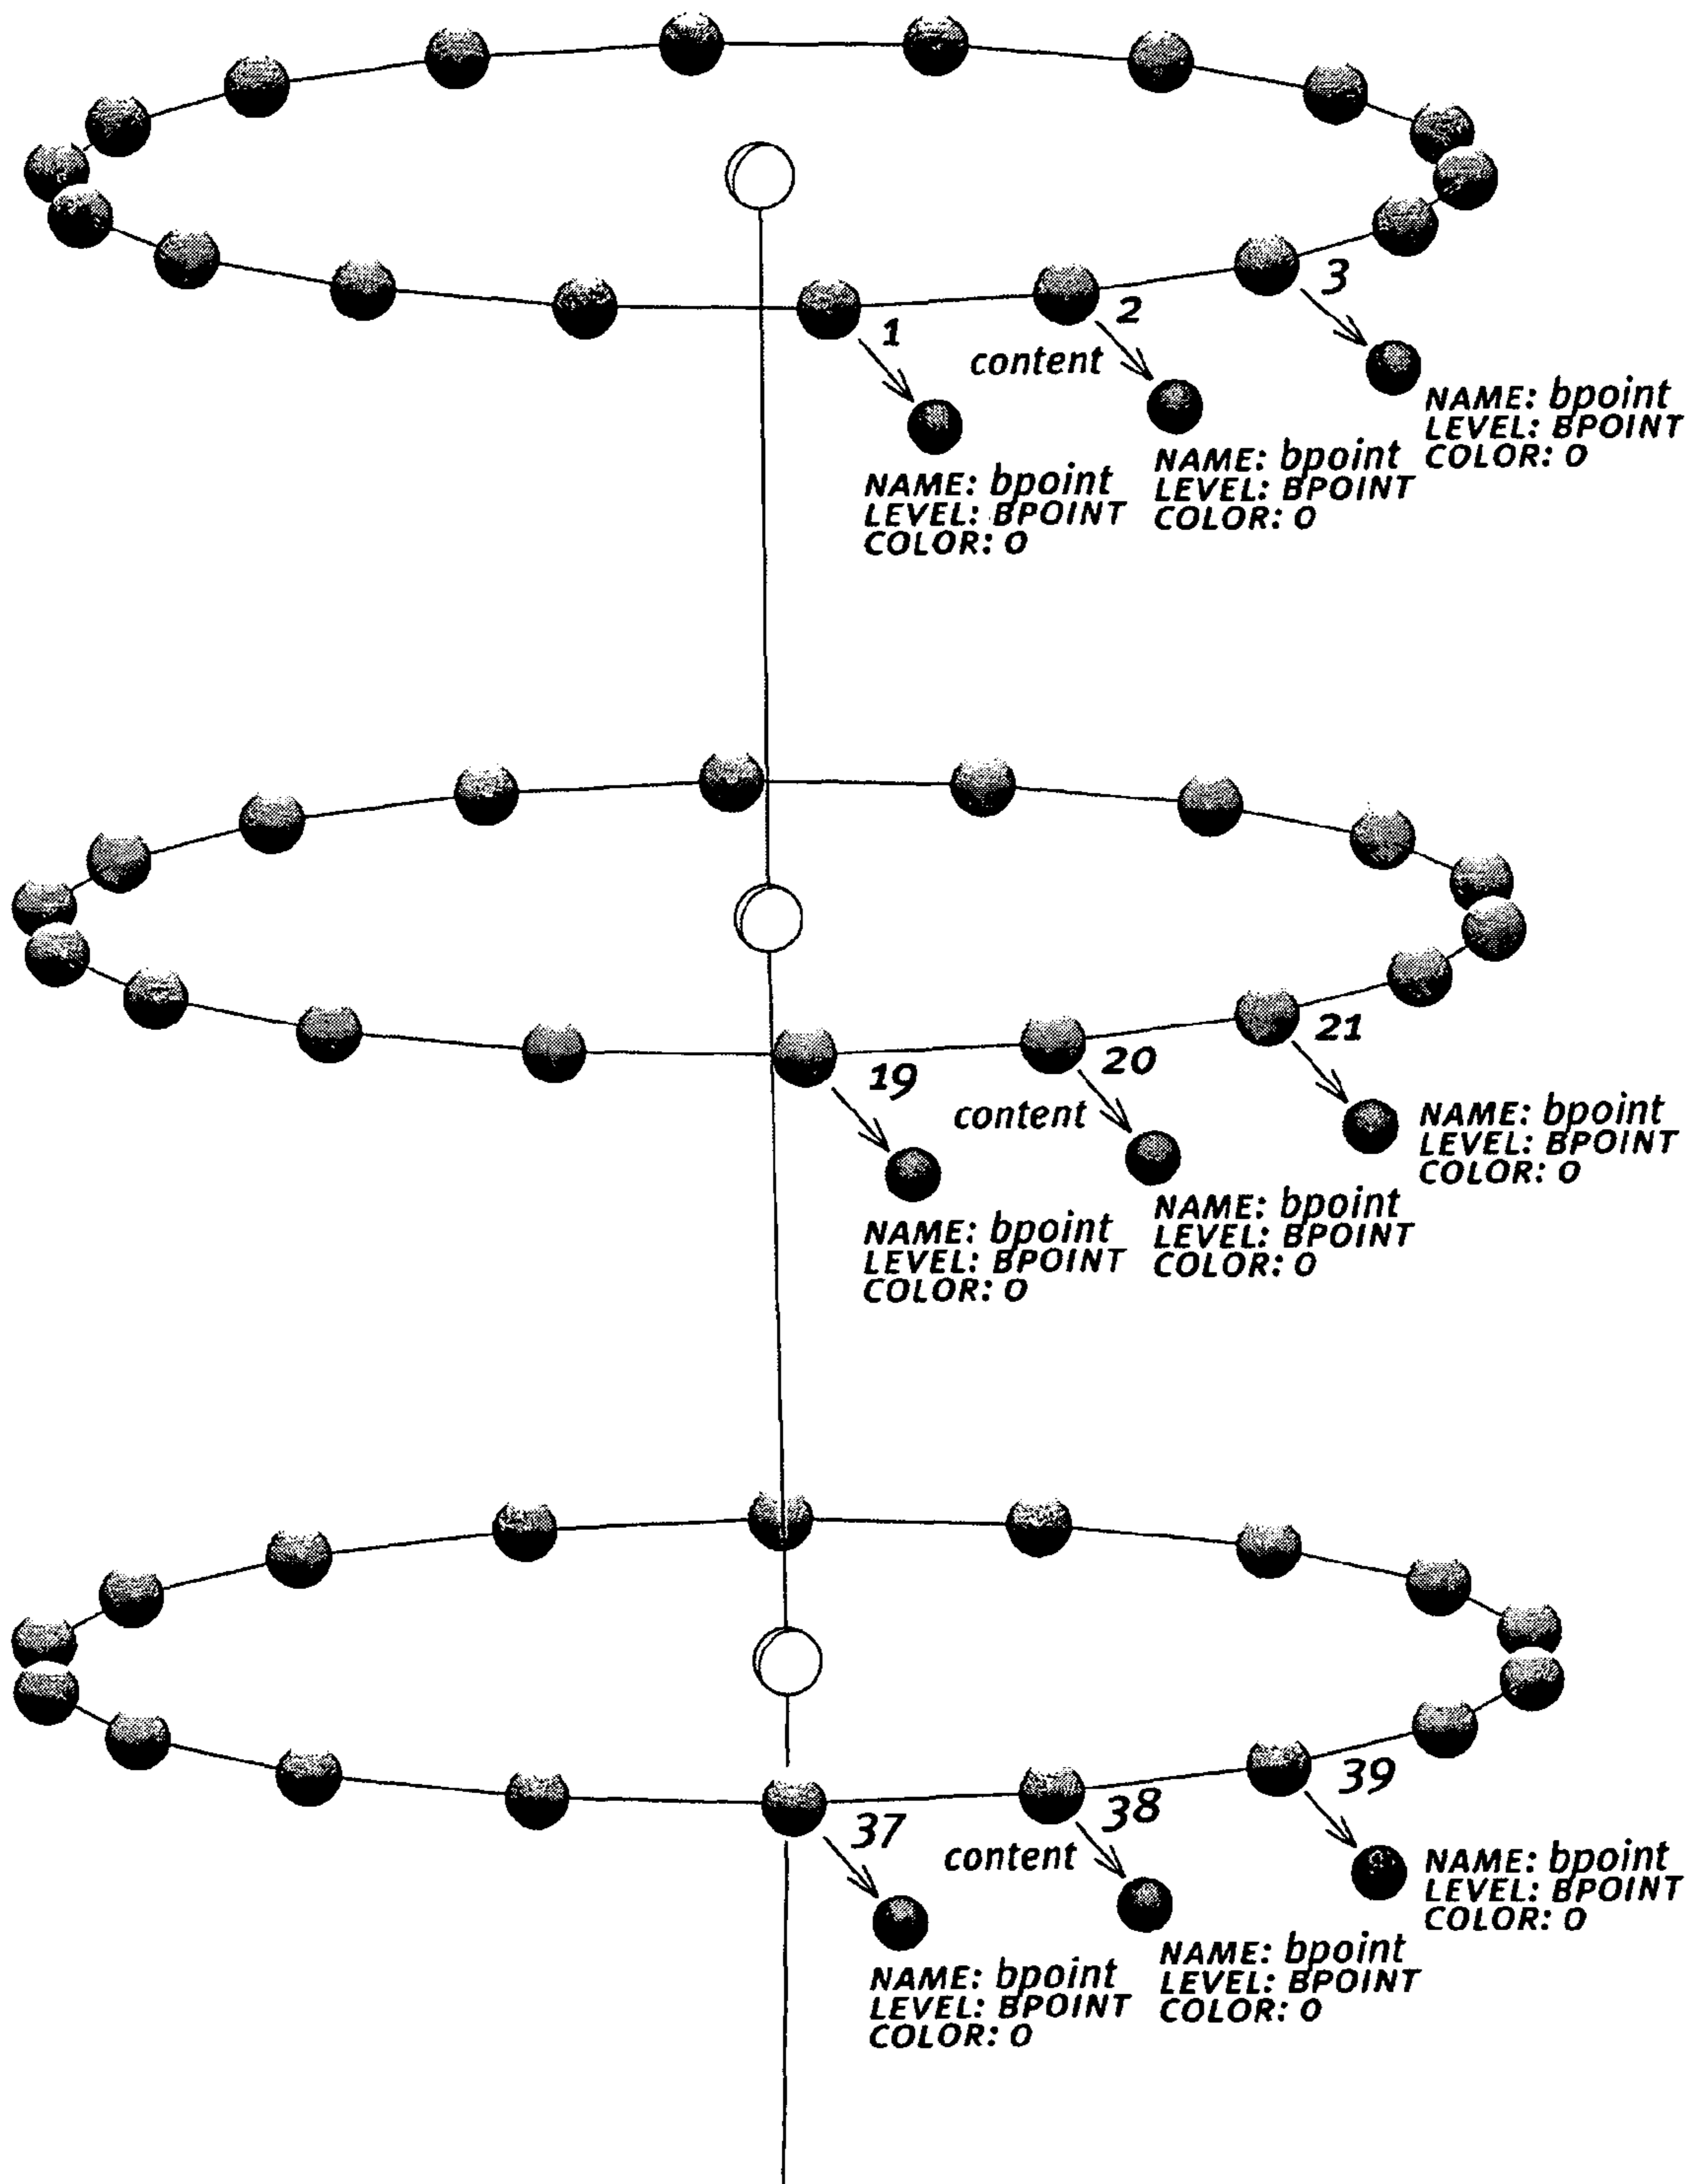 1
2
3
content
NAME: bpoint
LEVEL: BPOINT
COLOR: 0
NAME: bpoint
LEVEL: BPOINT
COLOR: 0
NAME: bpoint
LEVEL: BPOINT
COLOR: 0
19
20
21
content
NAME: bpoint
LEVEL: BPOINT
COLOR: 0
NAME: bpoint
LEVEL: BPOINT
COLOR: 0
NAME: bpoint
LEVEL: BPOINT
COLOR: 0
37
38
39
content
NAME: bpoint
LEVEL: BPOINT
COLOR: 0
NAME: bpoint
LEVEL: BPOINT
COLOR: 0
NAME: bpoint
LEVEL: BPOINT
COLOR: 0